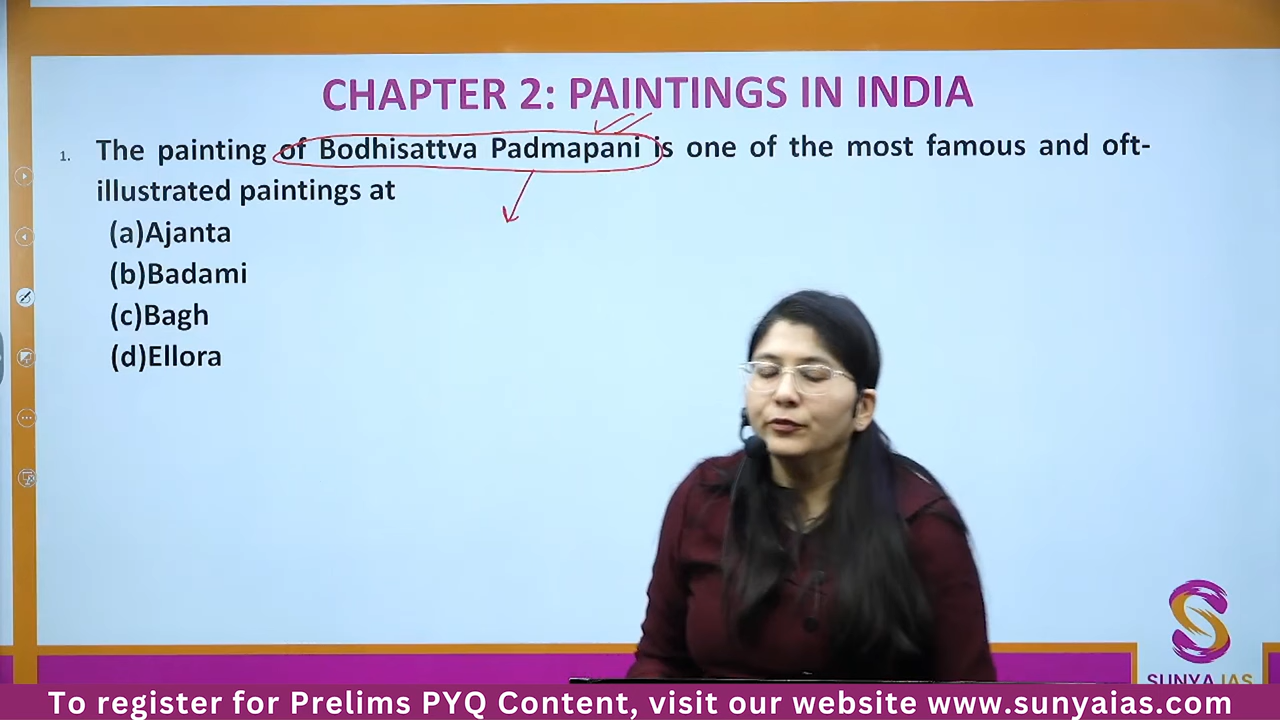 CHAPTER 2: PAINTINGS IN INDIA
1. The painting of Bodhisattva Padmapani is one of the most famous and oft-
illustrated paintings at
(a)Ajanta
(b)Badami
(c)Bagh
(d)Ellora
SUNYA IAS
To register for Prelims PYQ Content, visit our website www.sunyaias.com